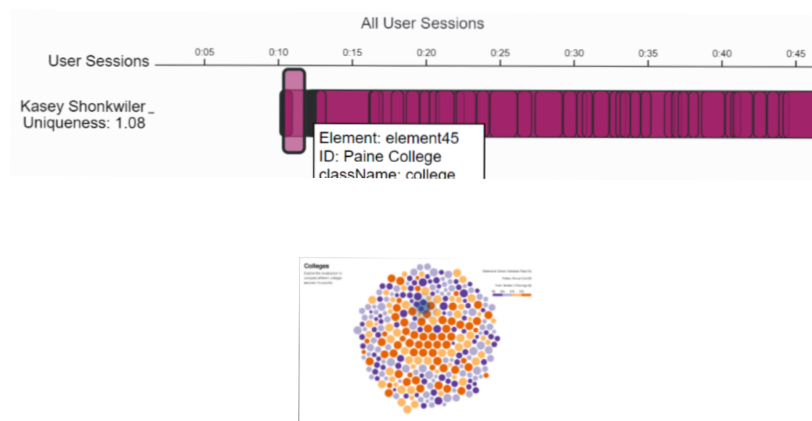 All User Sessions
User Sessions
0:05
0:10
0:15
0:20
0:25
0:30
0:35
0:40
0:45
Kasey Shonkwiler
Uniqueness: 1.08
Element: element45
ID: Paine College
className: college
Colleges